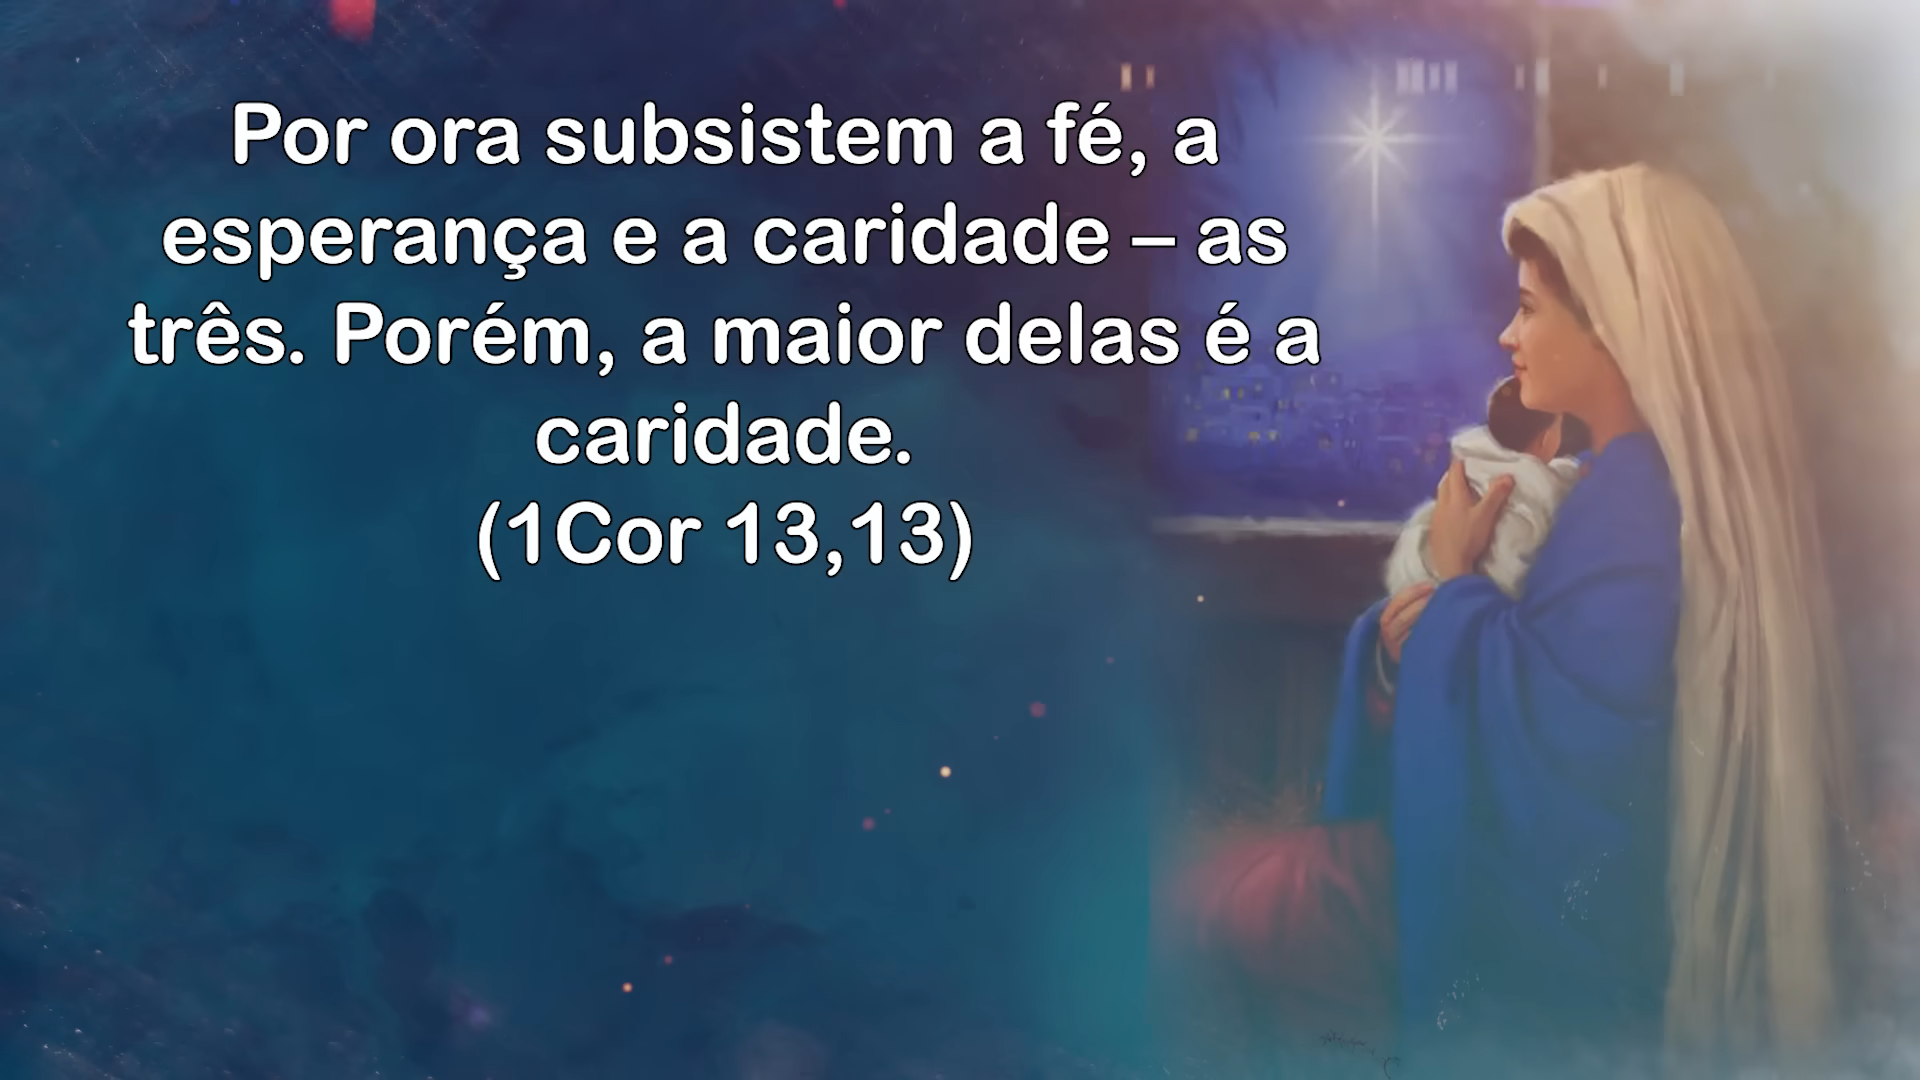 Por ora subsistem a fé, a
esperança e a caridade – as
três. Porém, a maior delas é a
caridade.
(1Cor 13,13)